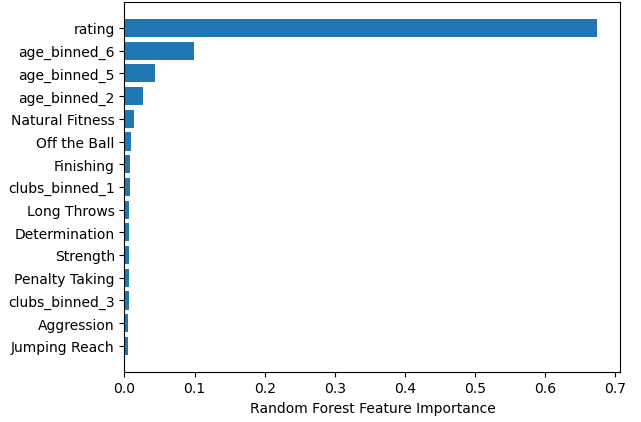 rating
age_binned_6
age_binned_5
age_binned_2
Natural Fitness
Off the Ball
Finishing
clubs_binned_1
Long Throws
Determination
Strength
Penalty Taking
clubs_binned_3
Aggression
Jumping Reach
0.0 0.1 0.2 0.3 0.4 0.5 0.6 0.7
Random Forest Feature Importance